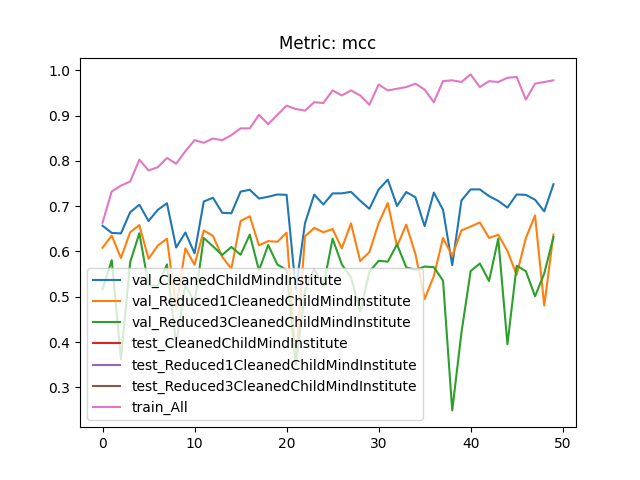 Metric: mcc
1.0
0.9
0.8
0.7
0.6
0.5
0.4
0.3
val_CleanedChildMindInstitute
val_Reduced1CleanedChildMindInstitute
val_Reduced3CleanedChildMindInstitute
test_CleanedChildMindInstitute
test_Reduced1CleanedChildMindInstitute
test_Reduced3CleanedChildMindInstitute
train_All
0 10 20 30 40 50